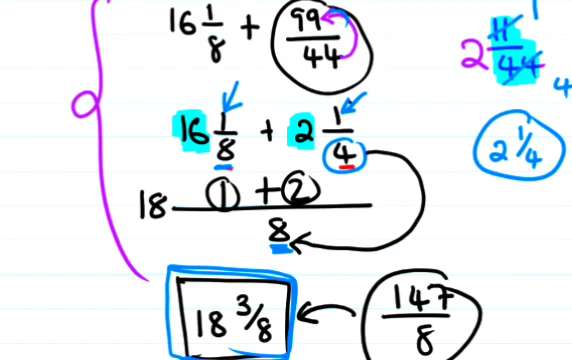 16 1/8 + 99/44
2 11/44 1 4
16 1/8 + 2 1/4
2 1/4
18 (1 + 2)/8
18 3/8
147/8